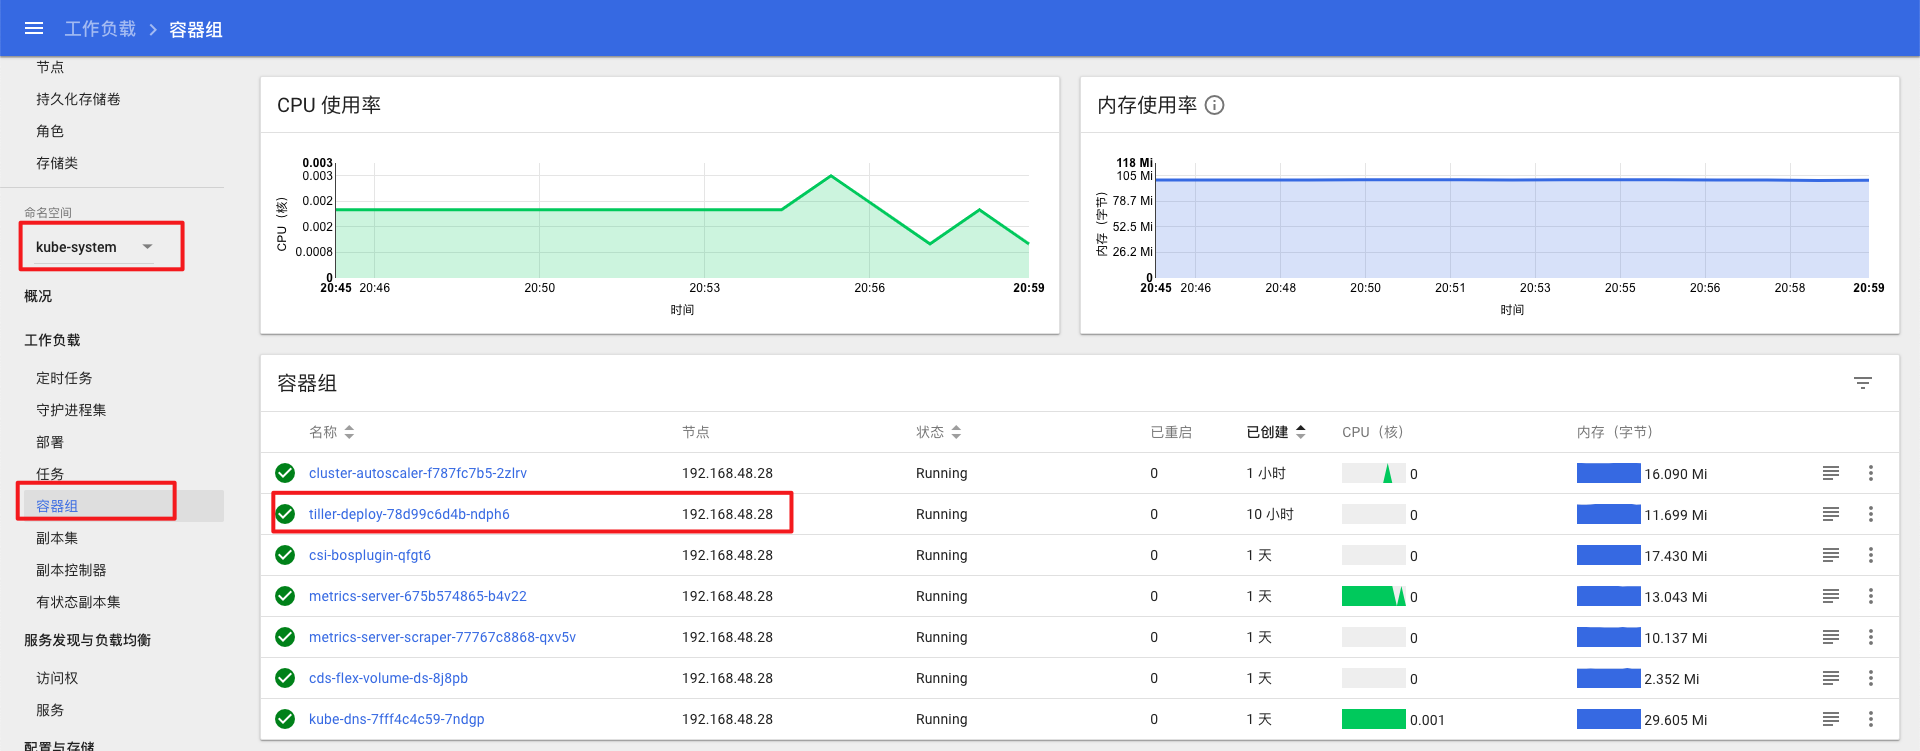 工作负载 > 容器组
节点
持久化存储卷
角色
存储类
命名空间
kube-system
概况
工作负载
定时任务
守护进程集
部署
任务
容器组
副本集
副本控制器
有状态副本集
服务发现与负载均衡
访问权
服务
配置与存储
CPU 使用率
CPU（核）
0.003
0.003
0.002
0.002
0.0008
0
20:45 20:46 20:50 20:53 20:56 20:59
时间
内存使用率
内存（字节）
118 Mi
105 Mi
78.7 Mi
52.5 Mi
26.2 Mi
0
20:45 20:46 20:48 20:50 20:51 20:53 20:55 20:56 20:58 20:59
时间
容器组
名称 节点 状态 已重启 已创建 CPU（核） 内存（字节）
cluster-autoscaler-f787fc7b5-2zlrv 192.168.48.28 Running 0 1 小时 0 16.090 Mi
tiller-deploy-78d99c6d4b-ndph6 192.168.48.28 Running 0 10 小时 0 11.699 Mi
csi-bosplugin-qfgt6 192.168.48.28 Running 0 1 天 0 17.430 Mi
metrics-server-675b574865-b4v22 192.168.48.28 Running 0 1 天 0 13.043 Mi
metrics-server-scraper-77767c8868-qxv5v 192.168.48.28 Running 0 1 天 0 10.137 Mi
cds-flex-volume-ds-8j8pb 192.168.48.28 Running 0 1 天 0 2.352 Mi
kube-dns-7fff4c4c59-7ndgp 192.168.48.28 Running 0 1 天 0.001 29.605 Mi